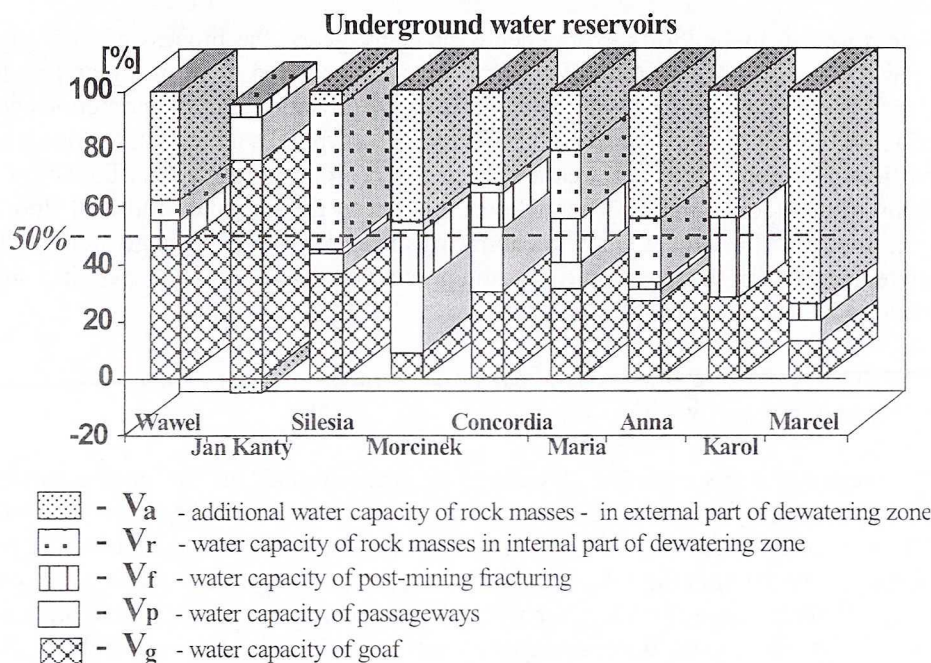 Underground water reservoirs
[%]
100
80
60
50%
40
20
0
-20
Wawel Silesia Concordia Anna Marcel
Jan Kanty Morcinek Maria Karol
- Va - additional water capacity of rock masses - in external part of dewatering zone
- Vr - water capacity of rock masses in internal part of dewatering zone
- Vf - water capacity of post-mining fracturing
- Vp - water capacity of passageways
- Vg - water capacity of goaf